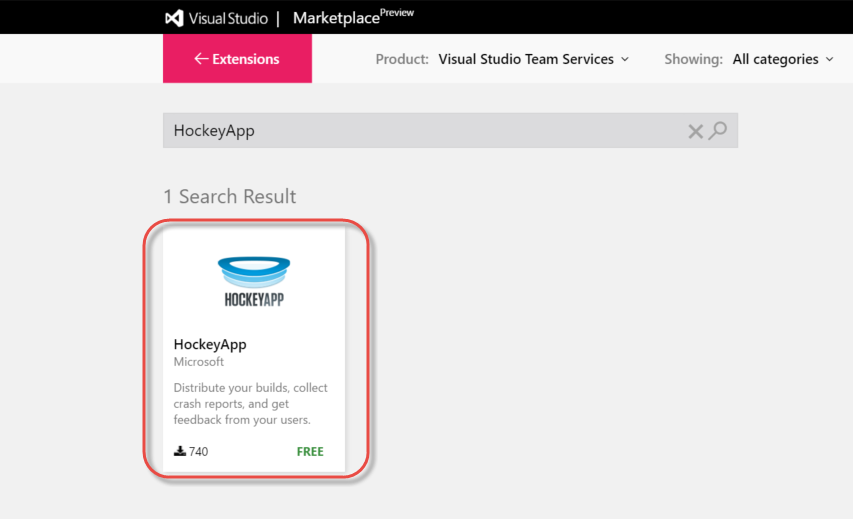 Visual Studio | Marketplace Preview
← Extensions Product: Visual Studio Team Services Showing: All categories
HockeyApp
1 Search Result
HOCKEYAPP
HockeyApp
Microsoft
Distribute your builds, collect
crash reports, and get
feedback from your users.
740 FREE